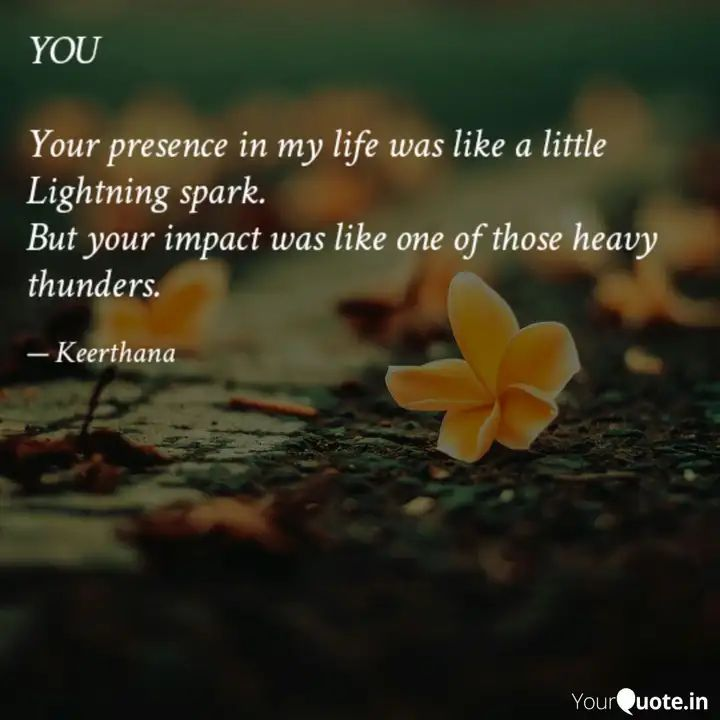 YOU
Your presence in my life was like a little
Lightning spark.
But your impact was like one of those heavy
thunders.
— Keerthana
YourQuote.in